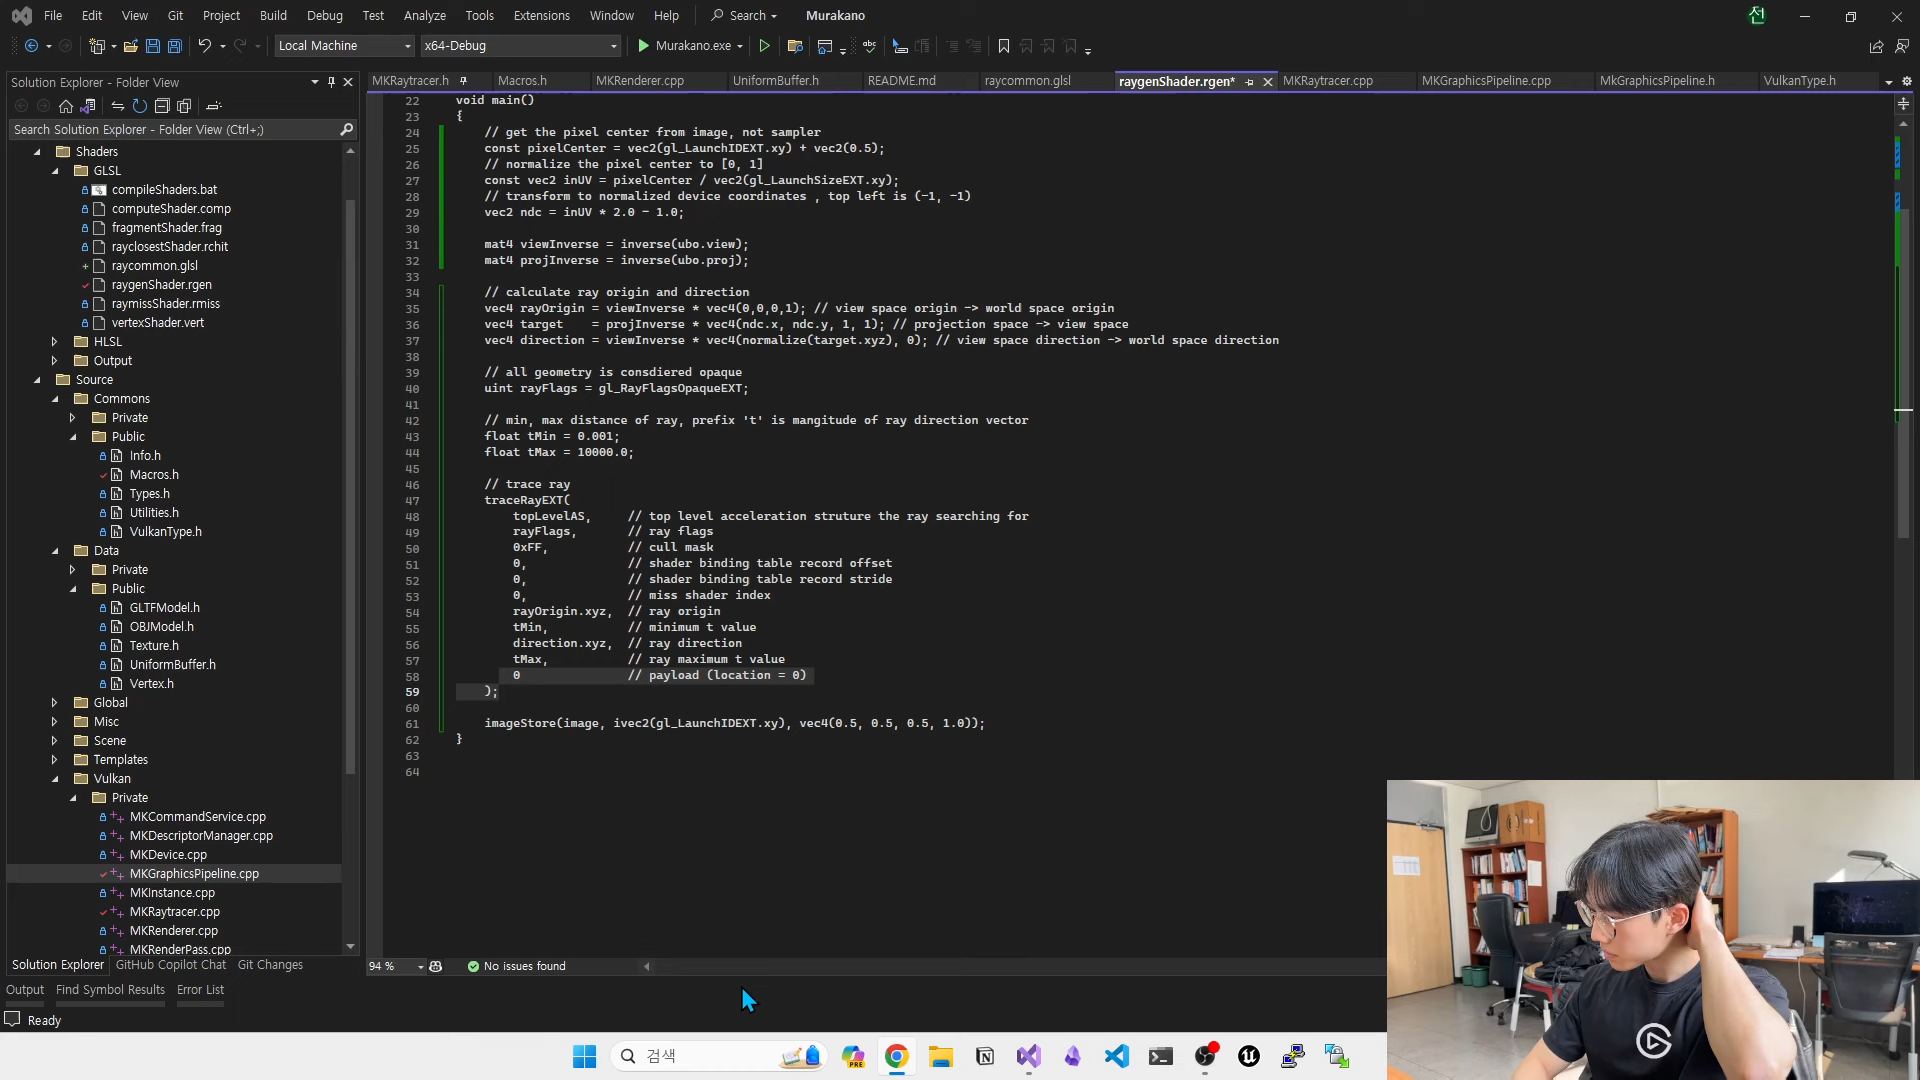 File Edit View Git Project Build Debug Test Analyze Tools Extensions Window Help Search Murakano 선
Local Machine x64-Debug Murakano.exe
Solution Explorer - Folder View
MKRaytracer.h Macros.h MKRenderer.cpp UniformBuffer.h README.md raycommon.glsl raygenShader.rgen* MKRaytracer.cpp MKGraphicsPipeline.cpp MkGraphicsPipeline.h VulkanType.h
Search Solution Explorer - Folder View (Ctrl+;)
Shaders
GLSL
compileShaders.bat
computeShader.comp
fragmentShader.frag
rayclosestShader.rchit
raycommon.glsl
raygenShader.rgen
raymissShader.rmiss
vertexShader.vert
HLSL
Output
Source
Commons
Private
Public
Info.h
Macros.h
Types.h
Utilities.h
VulkanType.h
Data
Private
Public
GLTFModel.h
OBJModel.h
Texture.h
UniformBuffer.h
Vertex.h
Global
Misc
Scene
Templates
Vulkan
Private
MKCommandService.cpp
MKDescriptorManager.cpp
MKDevice.cpp
MKGraphicsPipeline.cpp
MKInstance.cpp
MKRaytracer.cpp
MKRenderer.cpp
MKRenderPass.cpp
22 void main()
23 {
24 // get the pixel center from image, not sampler
25 const pixelCenter = vec2(gl_LaunchIDEXT.xy) + vec2(0.5);
26 // normalize the pixel center to [0, 1]
27 const vec2 inUV = pixelCenter / vec2(gl_LaunchSizeEXT.xy);
28 // transform to normalized device coordinates , top left is (-1, -1)
29 vec2 ndc = inUV * 2.0 - 1.0;
30
31 mat4 viewInverse = inverse(ubo.view);
32 mat4 projInverse = inverse(ubo.proj);
33
34 // calculate ray origin and direction
35 vec4 rayOrigin = viewInverse * vec4(0,0,0,1); // view space origin -> world space origin
36 vec4 target = projInverse * vec4(ndc.x, ndc.y, 1, 1); // projection space -> view space
37 vec4 direction = viewInverse * vec4(normalize(target.xyz), 0); // view space direction -> world space direction
38
39 // all geometry is consdiered opaque
40 uint rayFlags = gl_RayFlagsOpaqueEXT;
41
42 // min, max distance of ray, prefix 't' is mangitude of ray direction vector
43 float tMin = 0.001;
44 float tMax = 10000.0;
45
46 // trace ray
47 traceRayEXT(
48 topLevelAS, // top level acceleration struture the ray searching for
49 rayFlags, // ray flags
50 0xFF, // cull mask
51 0, // shader binding table record offset
52 0, // shader binding table record stride
53 0, // miss shader index
54 rayOrigin.xyz, // ray origin
55 tMin, // minimum t value
56 direction.xyz, // ray direction
57 tMax, // ray maximum t value
58 0 // payload (location = 0)
59 );
60
61 imageStore(image, ivec2(gl_LaunchIDEXT.xy), vec4(0.5, 0.5, 0.5, 1.0));
62 }
63
64
Solution Explorer GitHub Copilot Chat Git Changes
94 % No issues found
Output Find Symbol Results Error List
Ready
검색
PRE